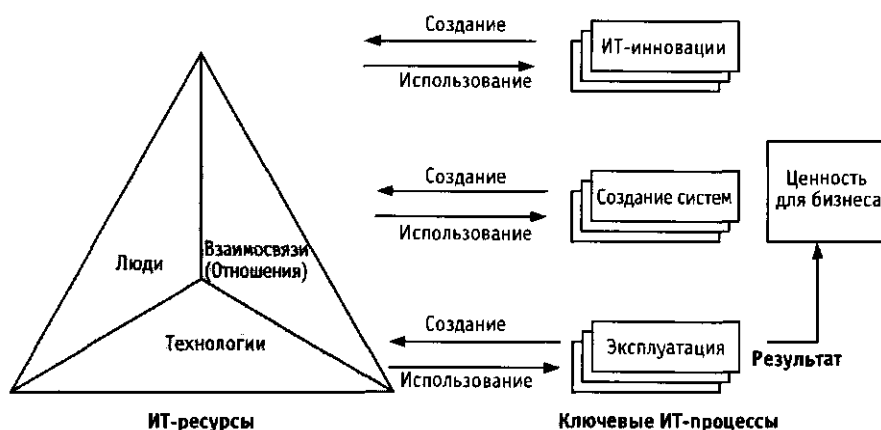 Создание
ИТ-инновации
Использование
Создание
Создание систем
Использование
Ценность
для бизнеса
Люди
Взаимосвязи
(Отношения)
Технологии
Создание
Эксплуатация
Использование
Результат
ИТ-ресурсы
Ключевые ИТ-процессы